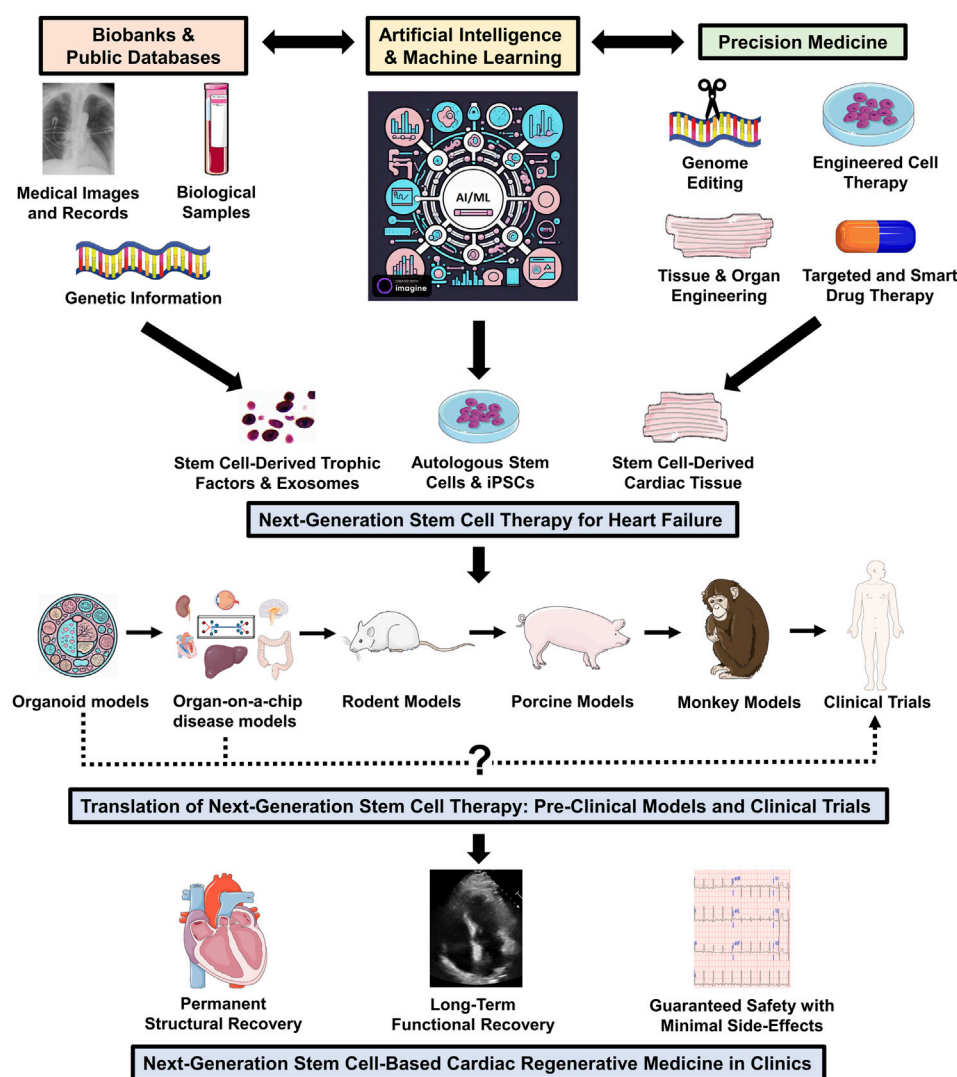 Biobanks &
Public Databases
Artificial Intelligence
& Machine Learning
Precision Medicine
Medical Images
and Records
Biological
Samples
Genetic Information
AI/ML
CREATED WITH
imagine
Genome
Editing
Engineered Cell
Therapy
Tissue & Organ
Engineering
Targeted and Smart
Drug Therapy
Stem Cell-Derived Trophic
Factors & Exosomes
Autologous Stem
Cells & iPSCs
Stem Cell-Derived
Cardiac Tissue
Next-Generation Stem Cell Therapy for Heart Failure
Organoid models
Organ-on-a-chip
disease models
Rodent Models
Porcine Models
Monkey Models
Clinical Trials
?
Translation of Next-Generation Stem Cell Therapy: Pre-Clinical Models and Clinical Trials
Permanent
Structural Recovery
Long-Term
Functional Recovery
Guaranteed Safety with
Minimal Side-Effects
Next-Generation Stem Cell-Based Cardiac Regenerative Medicine in Clinics